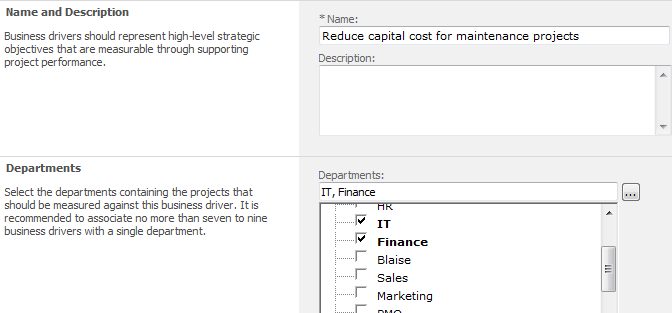 Name and Description
Business drivers should represent high-level strategic
objectives that are measurable through supporting
project performance.
* Name:
Reduce capital cost for maintenance projects
Description:
Departments
Select the departments containing the projects that
should be measured against this business driver. It is
recommended to associate no more than seven to nine
business drivers with a single department.
Departments:
IT, Finance
...
HR
IT
Finance
Blaise
Sales
Marketing
PMO